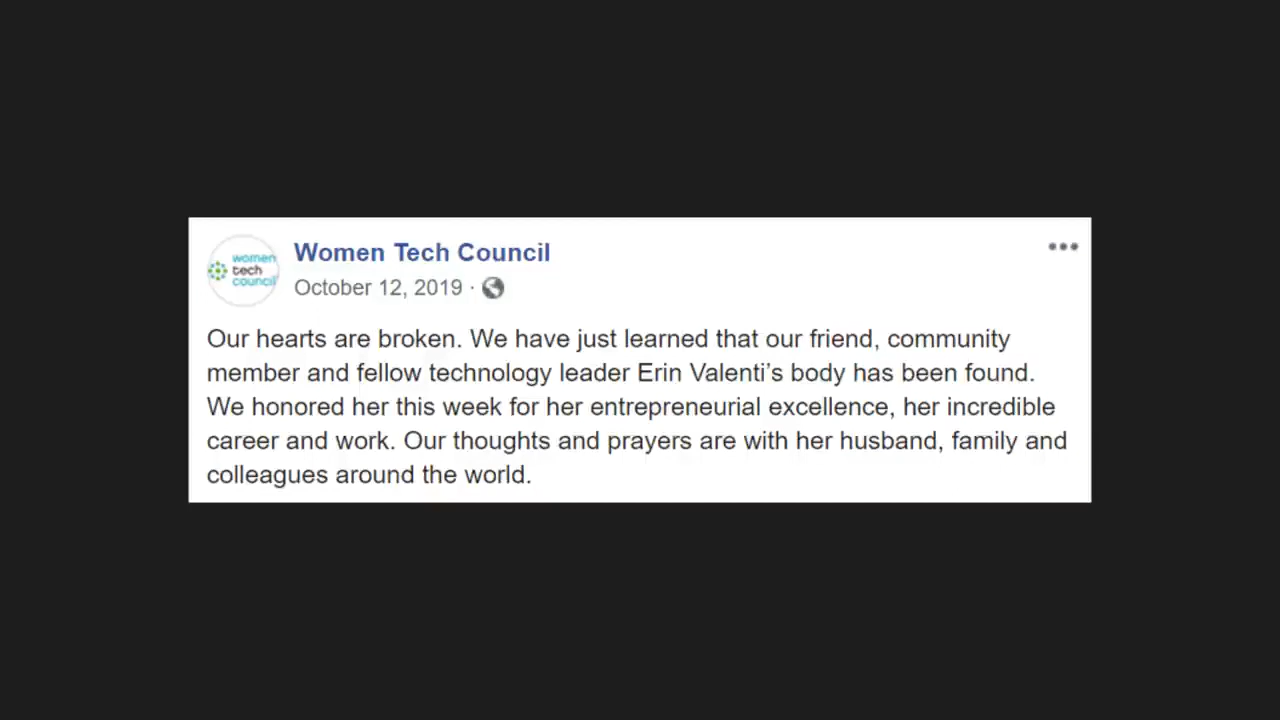 women
tech
council
Women Tech Council
October 12, 2019 ·
Our hearts are broken. We have just learned that our friend, community
member and fellow technology leader Erin Valenti’s body has been found.
We honored her this week for her entrepreneurial excellence, her incredible
career and work. Our thoughts and prayers are with her husband, family and
colleagues around the world.